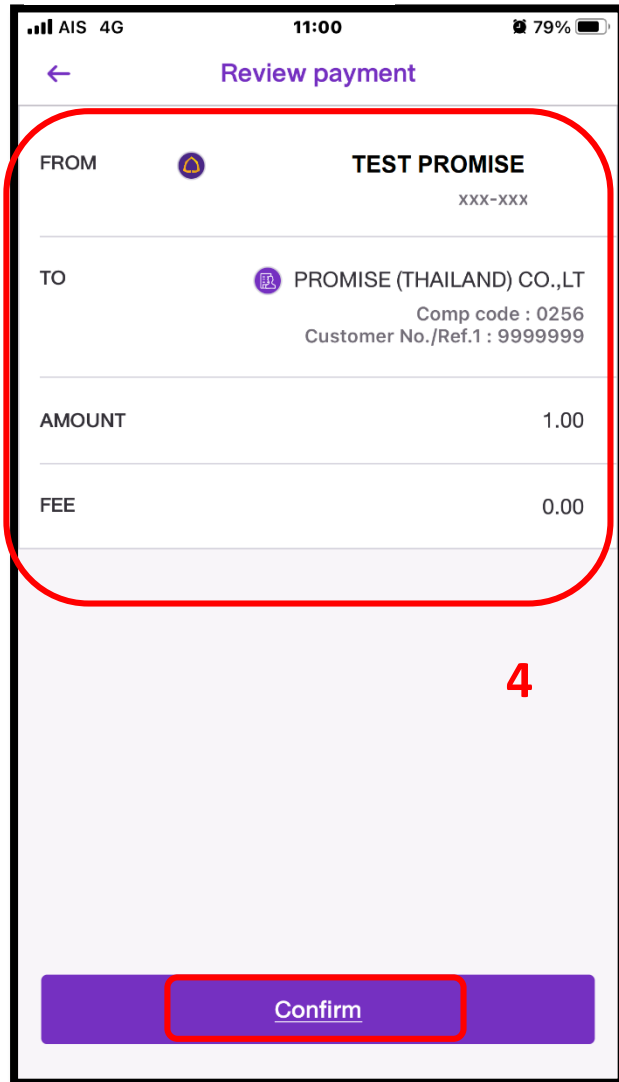 AIS 4G 11:00 79%
Review payment
FROM TEST PROMISE
xxx-xxx
TO PROMISE (THAILAND) CO.,LT
Comp code : 0256
Customer No./Ref.1 : 9999999
AMOUNT 1.00
FEE 0.00
4
Confirm